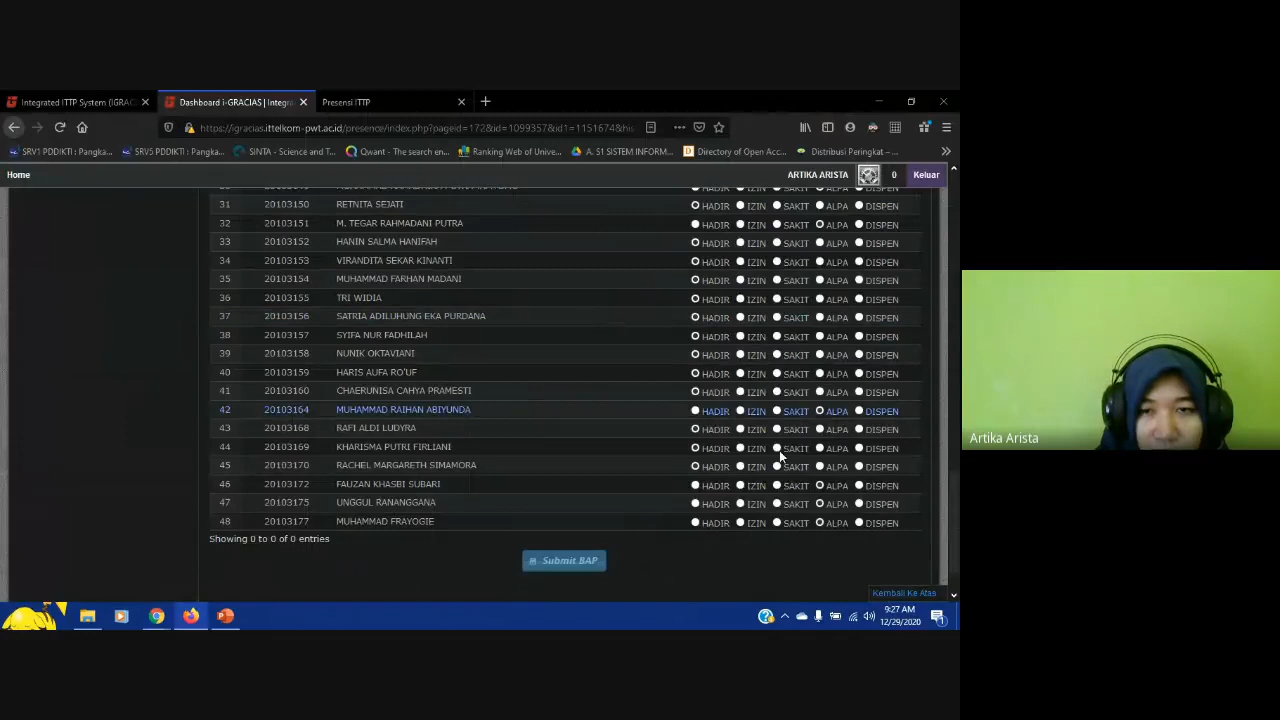 Integrated ITTP System (IGRAC
Dashboard i-GRACIAS | Integra
Presensi ITTP
https://igracias.ittelkom-pwt.ac.id/presence/index.php?pageid=172&id=1099357&id1=1151674&his
SRV1 PDDIKTI : Pangka... SRV5 PDDIKTI : Pangka... SINTA - Science and T... Qwant - The search en... Ranking Web of Unive... A. S1 SISTEM INFORM... Directory of Open Acc... Distribusi Peringkat –...
Home ARTIKA ARISTA 0 Keluar
HADIR IZIN SAKIT ALPA DISPEN
31 20103150 RETNITA SEJATI HADIR IZIN SAKIT ALPA DISPEN
32 20103151 M. TEGAR RAHMADANI PUTRA HADIR IZIN SAKIT ALPA DISPEN
33 20103152 HANIN SALMA HANIFAH HADIR IZIN SAKIT ALPA DISPEN
34 20103153 VIRANDITA SEKAR KINANTI HADIR IZIN SAKIT ALPA DISPEN
35 20103154 MUHAMMAD FARHAN MADANI HADIR IZIN SAKIT ALPA DISPEN
36 20103155 TRI WIDIA HADIR IZIN SAKIT ALPA DISPEN
37 20103156 SATRIA ADILUHUNG EKA PURDANA HADIR IZIN SAKIT ALPA DISPEN
38 20103157 SYIFA NUR FADHILAH HADIR IZIN SAKIT ALPA DISPEN
39 20103158 NUNIK OKTAVIANI HADIR IZIN SAKIT ALPA DISPEN
40 20103159 HARIS AUFA RO'UF HADIR IZIN SAKIT ALPA DISPEN
41 20103160 CHAERUNISA CAHYA PRAMESTI HADIR IZIN SAKIT ALPA DISPEN
42 20103164 MUHAMMAD RAIHAN ABIYUNDA HADIR IZIN SAKIT ALPA DISPEN
43 20103168 RAFI ALDI LUDYRA HADIR IZIN SAKIT ALPA DISPEN
44 20103169 KHARISMA PUTRI FIRLIANI HADIR IZIN SAKIT ALPA DISPEN
45 20103170 RACHEL MARGARETH SIMAMORA HADIR IZIN SAKIT ALPA DISPEN
46 20103172 FAUZAN KHASBI SUBARI HADIR IZIN SAKIT ALPA DISPEN
47 20103175 UNGGUL RANANGGANA HADIR IZIN SAKIT ALPA DISPEN
48 20103177 MUHAMMAD FRAYOGIE HADIR IZIN SAKIT ALPA DISPEN
Showing 0 to 0 of 0 entries
Submit BAP
Kembali Ke Atas
9:27 AM
12/29/2020
Artika Arista